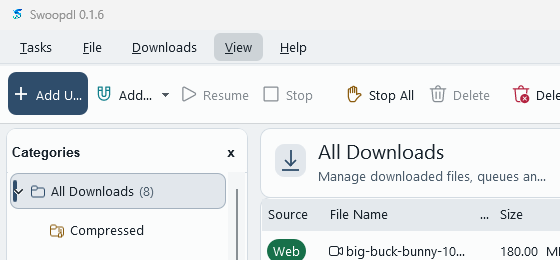 Swoopdl 0.1.6
Tasks File Downloads View Help
Add U... Add... Resume Stop Stop All Delete Dele
Categories x
All Downloads (8)
Compressed
All Downloads
Manage downloaded files, queues an...
Source File Name ... Size
Web big-buck-bunny-10... 180.00 M